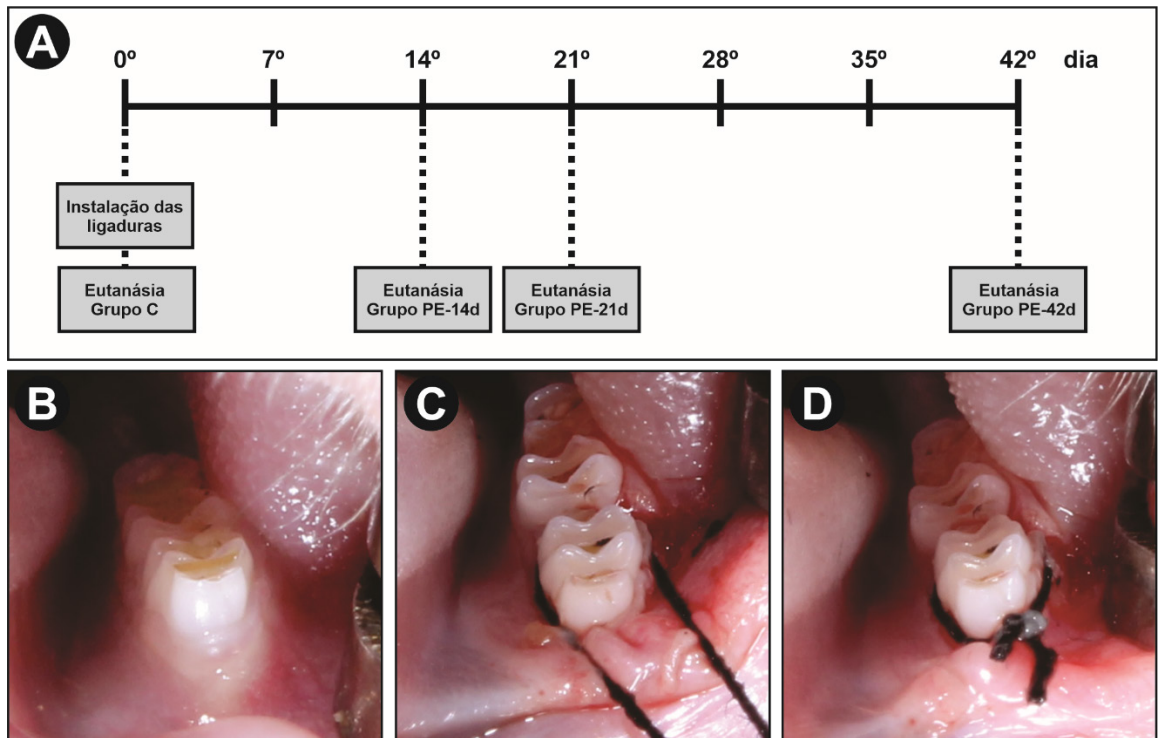 A
0º 7º 14º 21º 28º 35º 42º dia
Instalação das
ligaduras
Eutanásia
Grupo C
Eutanásia
Grupo PE-14d
Eutanásia
Grupo PE-21d
Eutanásia
Grupo PE-42d
B
C
D